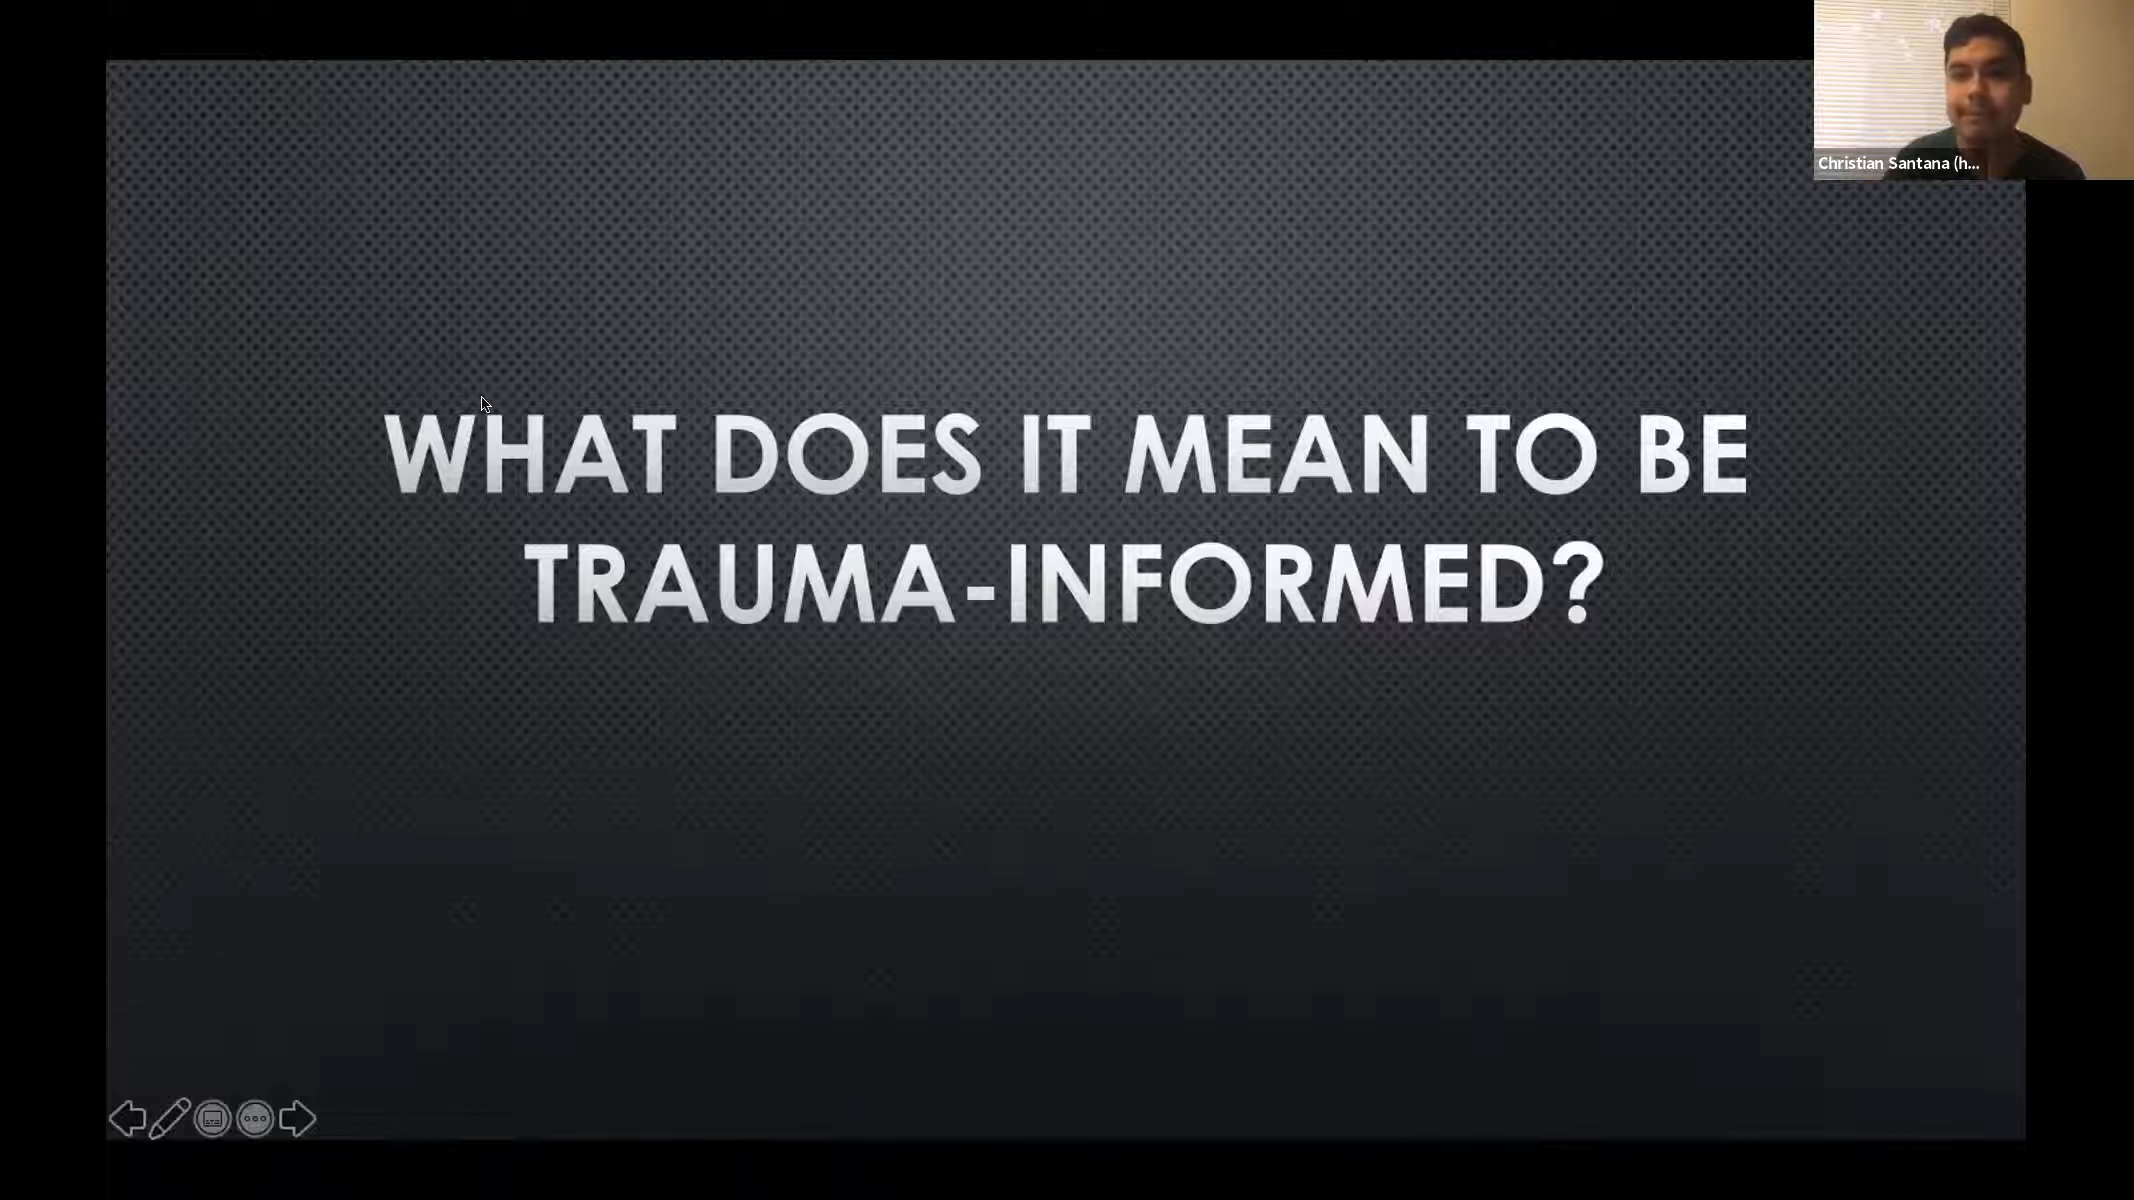 Christian Santana (h...
WHAT DOES IT MEAN TO BE
TRAUMA-INFORMED?